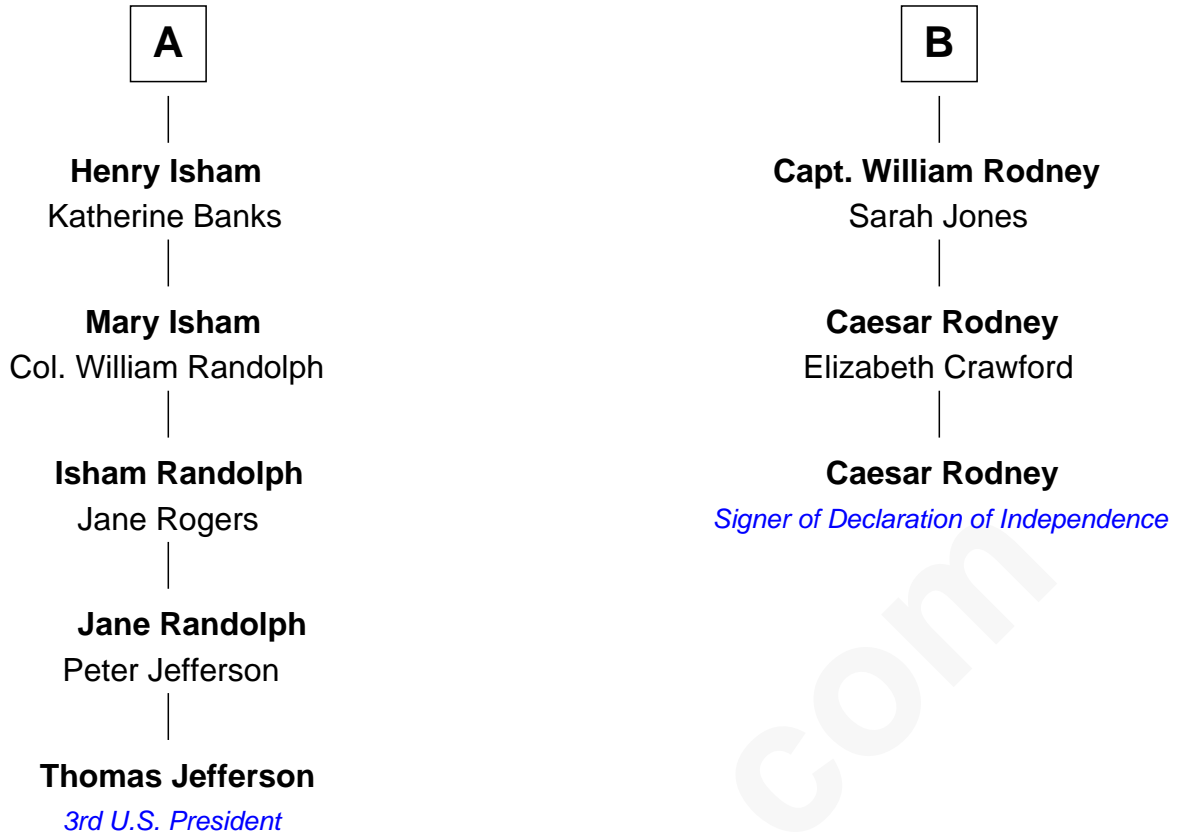 A
Henry Isham
Katherine Banks
Mary Isham
Col. William Randolph
Isham Randolph
Jane Rogers
Jane Randolph
Peter Jefferson
Thomas Jefferson
3rd U.S. President
B
Capt. William Rodney
Sarah Jones
Caesar Rodney
Elizabeth Crawford
Caesar Rodney
Signer of Declaration of Independence
com